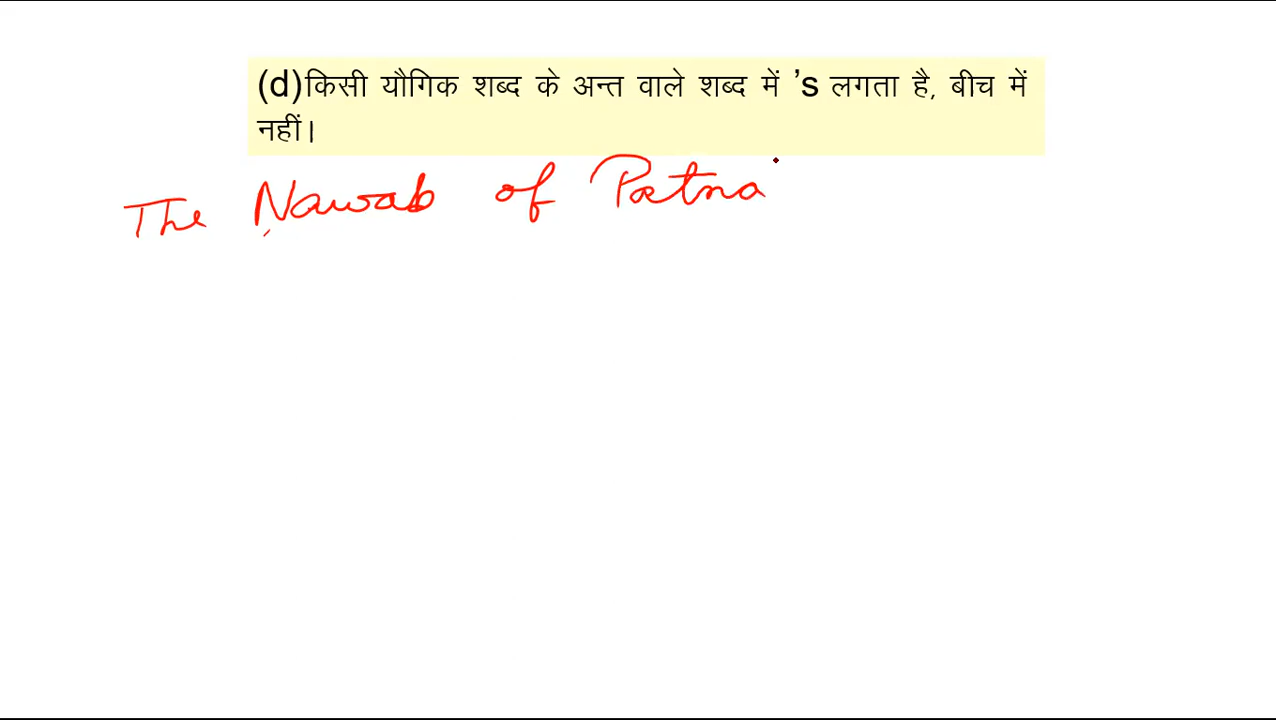 (d)किसी यौगिक शब्द के अन्त वाले शब्द में ’s लगता है, बीच में
नहीं।
The Nawab of Patna